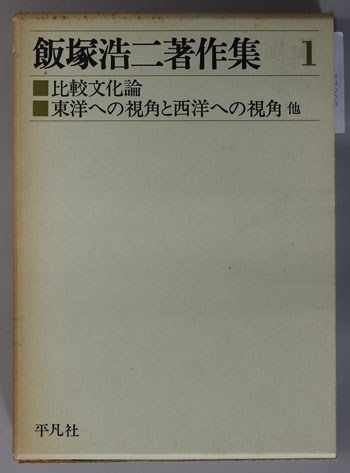 飯塚浩二著作集 1
■比較文化論
■東洋への視角と西洋への視角 他
平凡社